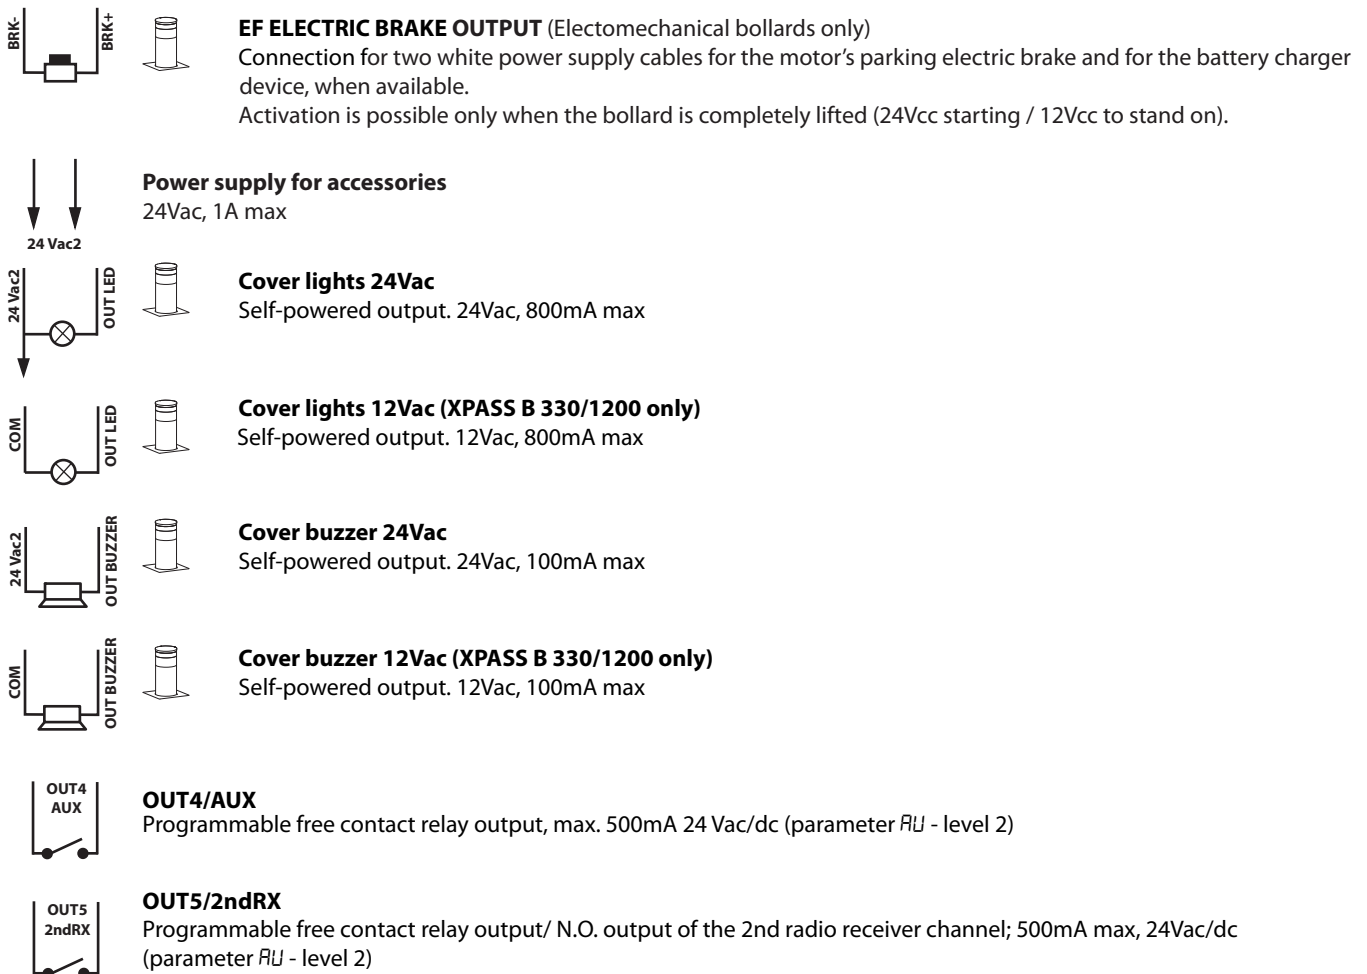 BRK-
BRK+
EF ELECTRIC BRAKE OUTPUT (Electomechanical bollards only)
Connection for two white power supply cables for the motor's parking electric brake and for the battery charger
device, when available.
Activation is possible only when the bollard is completely lifted (24Vcc starting / 12Vcc to stand on).
Power supply for accessories
24Vac, 1A max
24 Vac2
24 Vac2
OUT LED
Cover lights 24Vac
Self-powered output. 24Vac, 800mA max
COM
OUT LED
Cover lights 12Vac (XPASS B 330/1200 only)
Self-powered output. 12Vac, 800mA max
24 Vac2
OUT BUZZER
Cover buzzer 24Vac
Self-powered output. 24Vac, 100mA max
COM
OUT BUZZER
Cover buzzer 12Vac (XPASS B 330/1200 only)
Self-powered output. 12Vac, 100mA max
OUT4
AUX
OUT4/AUX
Programmable free contact relay output, max. 500mA 24 Vac/dc (parameter AU - level 2)
OUT5
2ndRX
OUT5/2ndRX
Programmable free contact relay output/ N.O. output of the 2nd radio receiver channel; 500mA max, 24Vac/dc
(parameter AU - level 2)